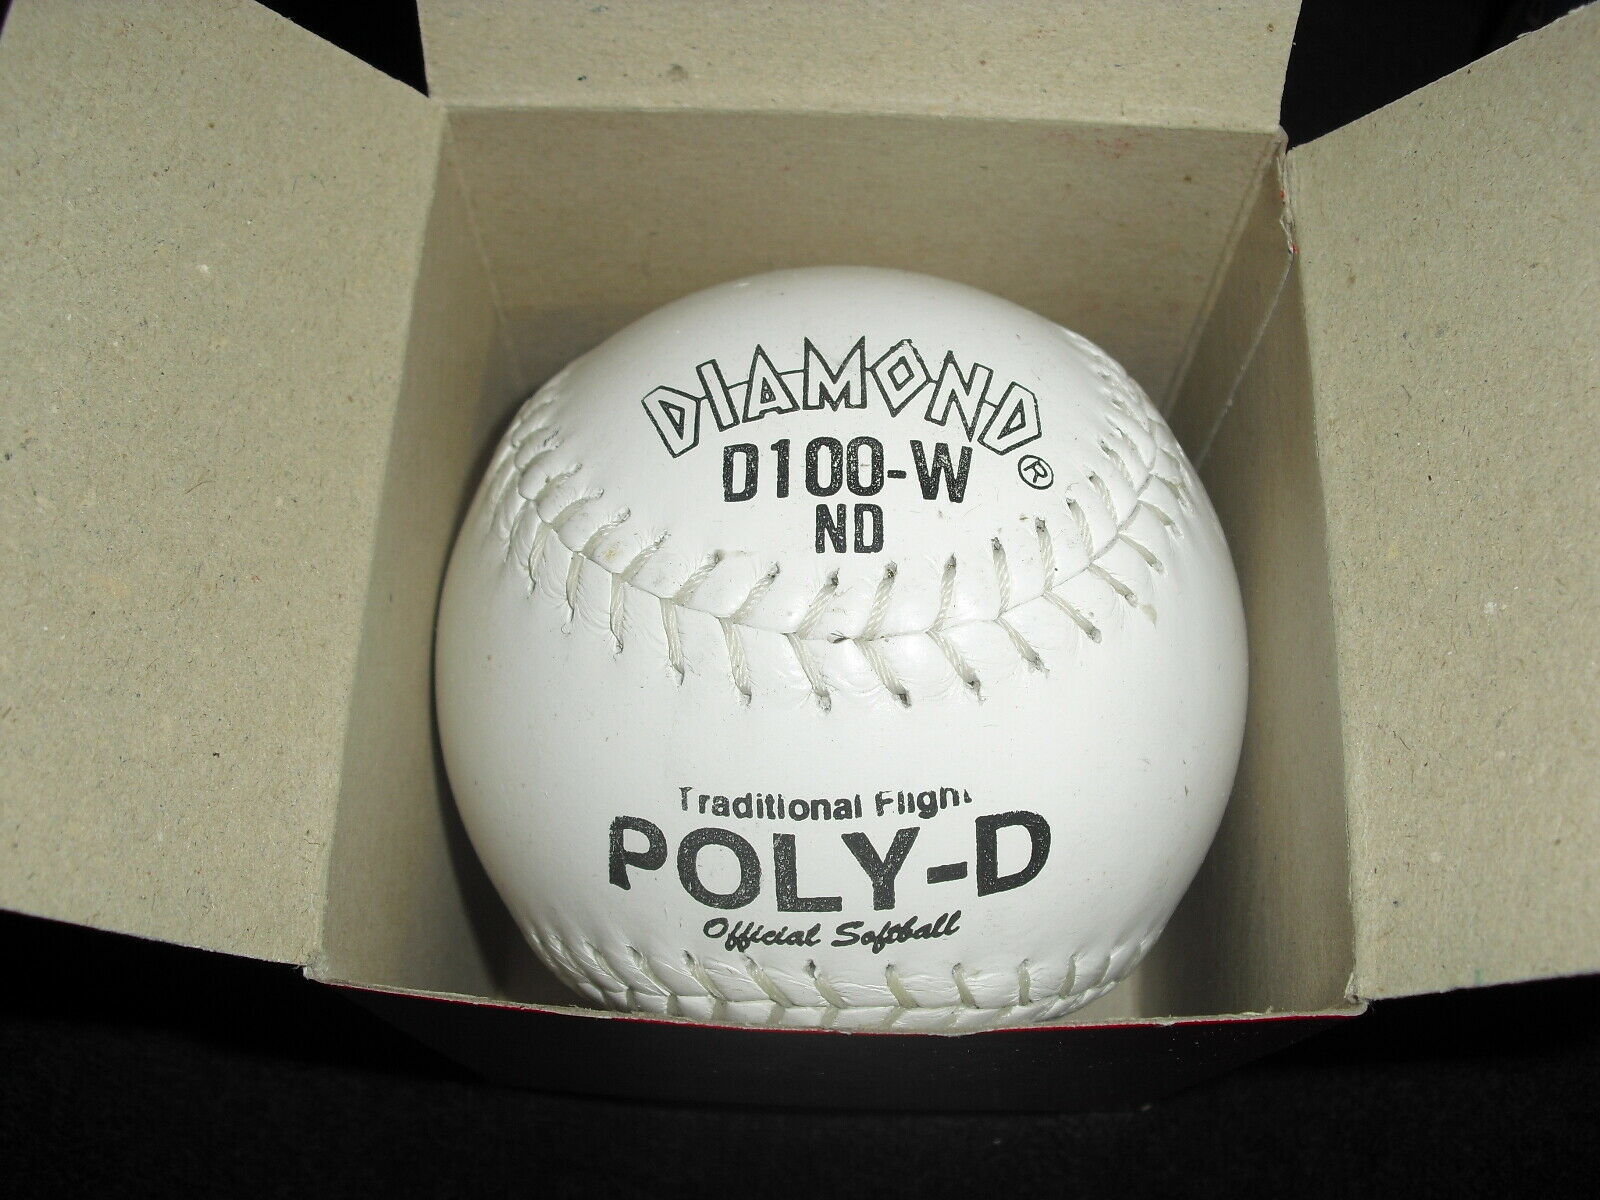 DIAMOND®
D100-W
ND
Traditional Flight
POLY-D
Official Softball